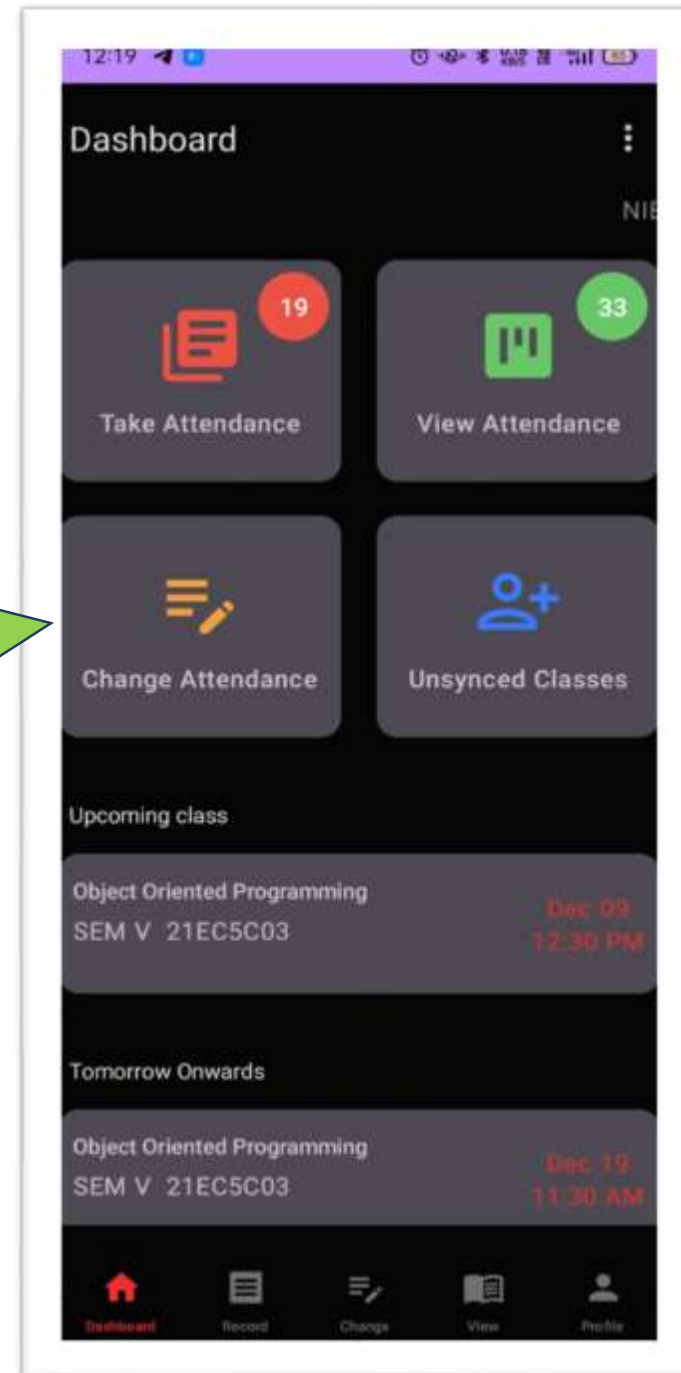 12:19
Dashboard
NIE
19
33
Take Attendance
View Attendance
Change Attendance
Unsynced Classes
Upcoming class
Object Oriented Programming
SEM V 21EC5C03
Dec 09
12:30 PM
Tomorrow Onwards
Object Oriented Programming
SEM V 21EC5C03
Dec 19
11:30 AM
Dashboard
Record
Change
View
Profile